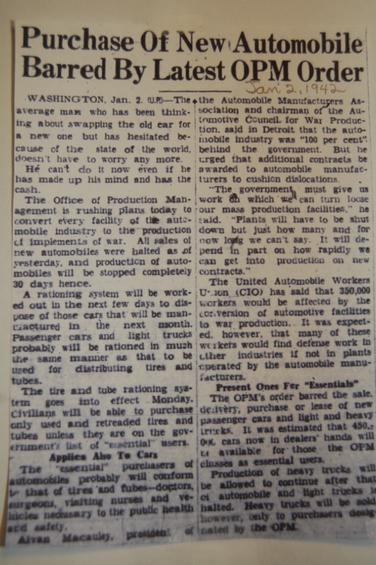 Purchase Of New Automobile
Barred By Latest OPM Order
Jan 2, 1942
WASHINGTON, Jan. 2. (U.P.)—The
average man who has been think-
ing about swapping the old car for
a new one but has hesitated be-
cause of the state of the world,
doesn't have to worry any more.
He can't do it now even if he
has made up his mind and has the
cash.
The Office of Production Man-
agement is rushing plans today to
convert every facility of the auto-
mobile industry to the production
of implements of war. All sales of
new automobiles were halted as of
yesterday, and production of auto-
mobiles will be stopped completely
30 days hence.
A rationing system will be work-
ed out in the next few days to dis-
pose of those cars that will be man-
ufactured in the next month.
Passenger cars and light trucks
probably will be rationed in much
the same manner as that to be
used for distributing tires and
tubes.
The tire and tube rationing sys-
tem goes into effect Monday.
Civilians will be able to purchase
only used and retreaded tires and
tubes unless they are on the gov-
ernment's list of "essential" users.
Applies Also To Cars
The "essential" purchasers of
automobiles probably will conform
to that of tires and tubes—doctors,
surgeons, visiting nurses and ve-
hicles necessary to the public health
and safety.
Alvan Macauley, president of
the Automobile Manufacturers As-
sociation and chairman of the Au-
tomotive Council for War Produc-
tion, said in Detroit that the auto-
mobile industry was "100 per cent"
behind the government. But he
urged that additional contracts be
awarded to automobile manufac-
turers to cushion dislocations.
"The government must give us
work on which we can turn loose
our mass production facilities," he
said. "Plants will have to be shut
down but just how many and for
now long we can't say. It will de-
pend in part on how rapidly we
can get into production on new
contracts."
The United Automobile Workers
Union (CIO) has said that 350,000
workers would be affected by the
conversion of automotive facilities
to war production. It was expect-
ed, however, that many of these
workers would find defense work in
other industries if not in plants
operated by the automobile manu-
facturers.
Present Ones For "Essentials"
The OPM's order barred the sale,
delivery, purchase or lease of new
passenger cars and light and heavy
trucks. It was estimated that
cars now in dealers' hands will
be available for those the OPM
classes as essential users.
Production of heavy trucks will
be allowed to continue after that
of automobile and light trucks is
halted. Heavy trucks will be sold
however, only to purchasers desig-
nated by the OPM.